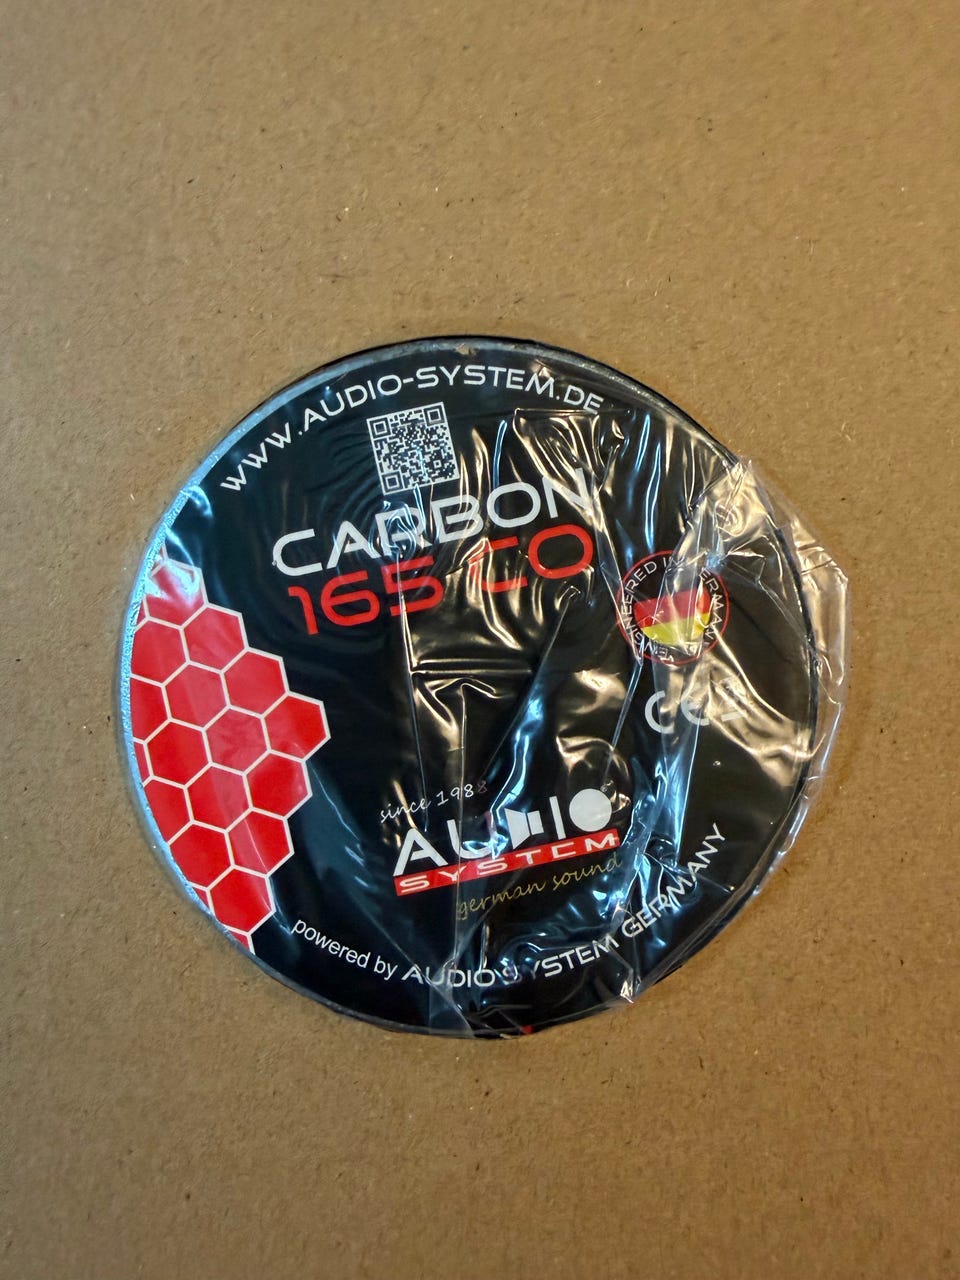 WWW.AUDIO-SYSTEM.DE
CARBON
165 CO
ENGINEERED IN GERMANY
CE
since 1988
AUDIO
SYSTEM
german sound
powered by AUDIO SYSTEM GERMANY